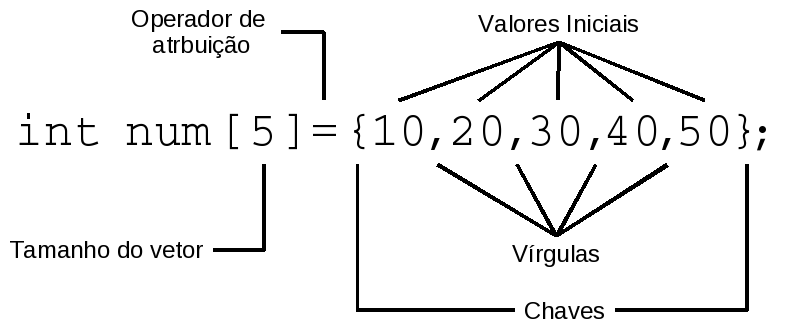 Operador de
atrbuição
Valores Iniciais
int num[5]={10,20,30,40,50};
Tamanho do vetor
Vírgulas
Chaves